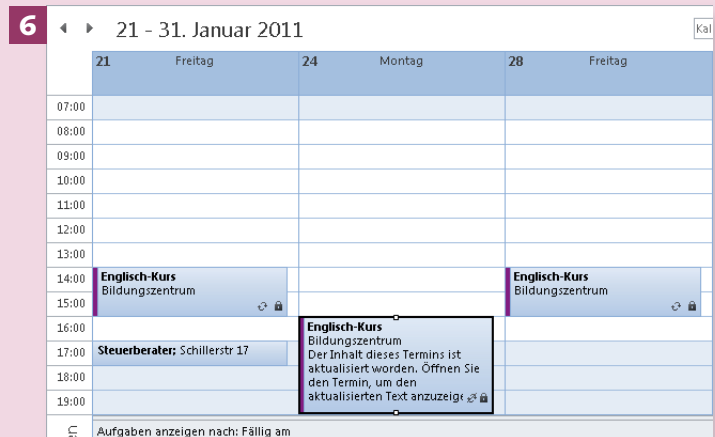 6
21 - 31. Januar 2011
Kal
21 Freitag
24 Montag
28 Freitag
07:00
08:00
09:00
10:00
11:00
12:00
13:00
14:00
15:00
16:00
17:00
18:00
19:00
Englisch-Kurs
Bildungszentrum
Steuerberater; Schillerstr 17
Englisch-Kurs
Bildungszentrum
Der Inhalt dieses Termins ist
aktualisiert worden. Öffnen Sie
den Termin, um den
aktualisierten Text anzuzeige
Englisch-Kurs
Bildungszentrum
Aufgaben anzeigen nach: Fällig am